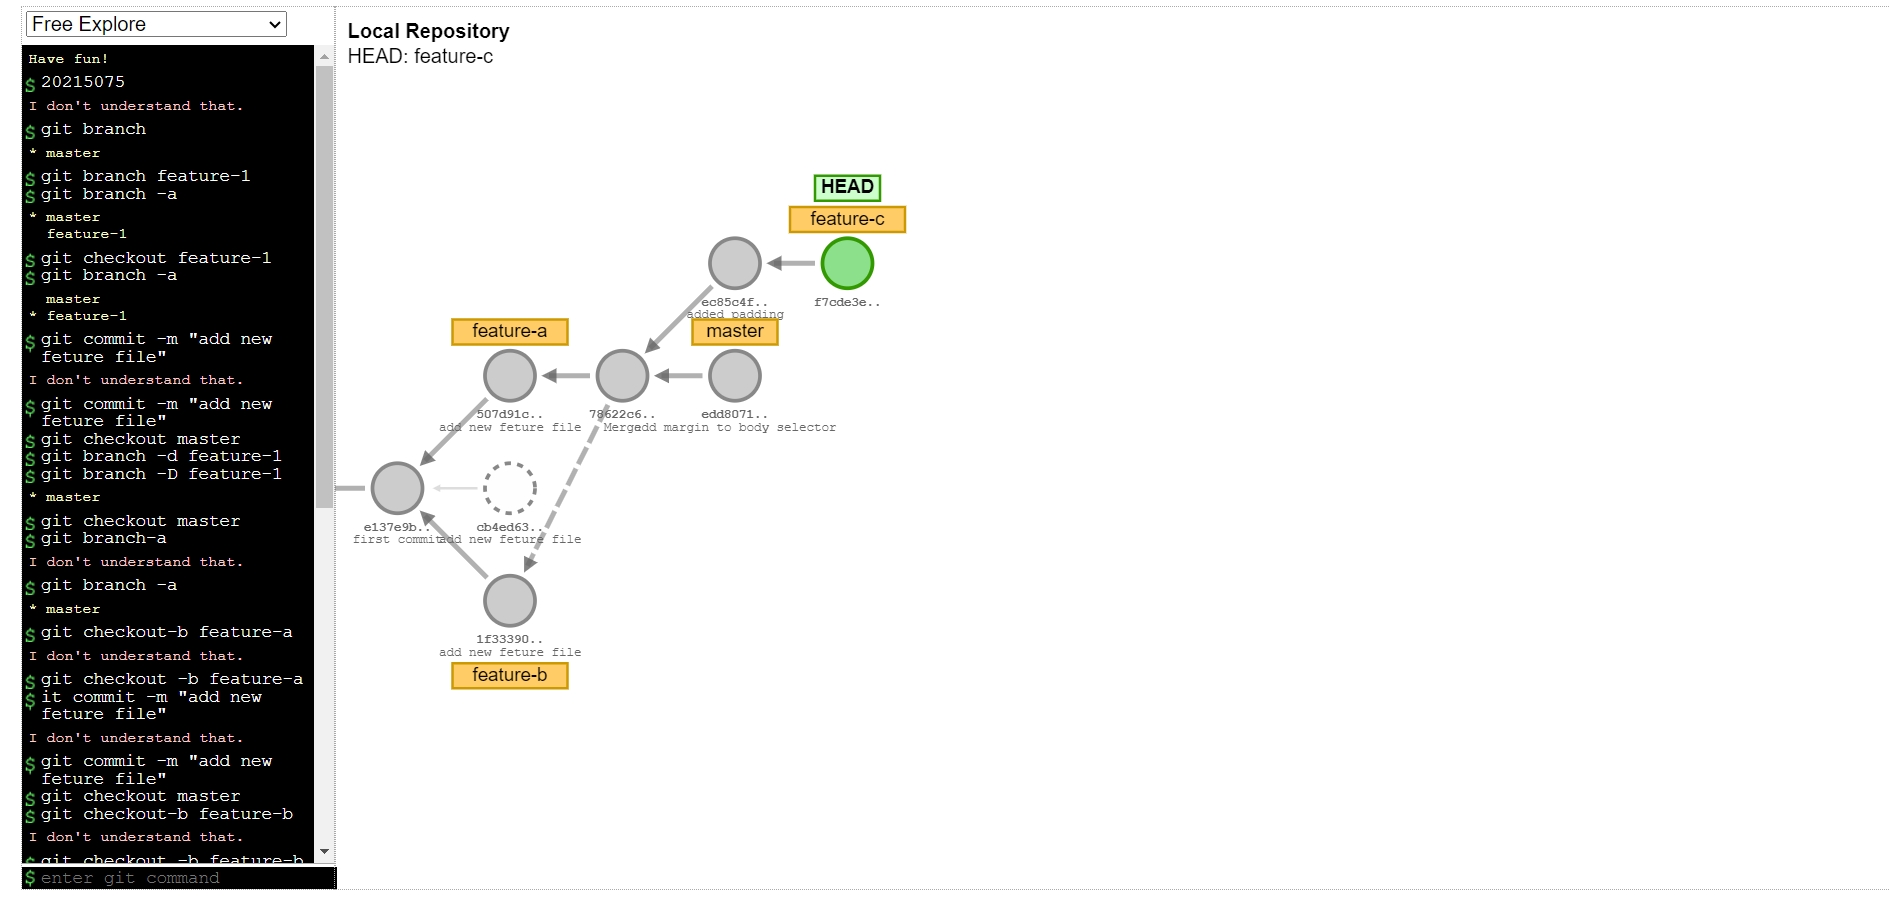 Free Explore
Have fun!
$ 20215075
I don't understand that.
$ git branch
* master
$ git branch feature-1
$ git branch -a
* master
feature-1
$ git checkout feature-1
$ git branch -a
master
* feature-1
$ git commit -m "add new
feture file"
I don't understand that.
$ git commit -m "add new
feture file"
$ git checkout master
$ git branch -d feature-1
$ git branch -D feature-1
* master
$ git checkout master
$ git branch-a
I don't understand that.
$ git branch -a
* master
$ git checkout-b feature-a
I don't understand that.
$ git checkout -b feature-a
$ it commit -m "add new
feture file"
I don't understand that.
$ git commit -m "add new
feture file"
$ git checkout master
$ git checkout-b feature-b
I don't understand that.
$ git checkout -b feature-b
$ enter git command
Local Repository
HEAD: feature-c
HEAD
feature-c
ec85c4f..
f7cde3e..
added padding
feature-a
master
507d91c..
78622c6..
edd8071..
add new feture file
Merge
add margin to body selector
e137e9b..
cb4ed63..
first commit
add new feture file
1f33390..
add new feture file
feature-b